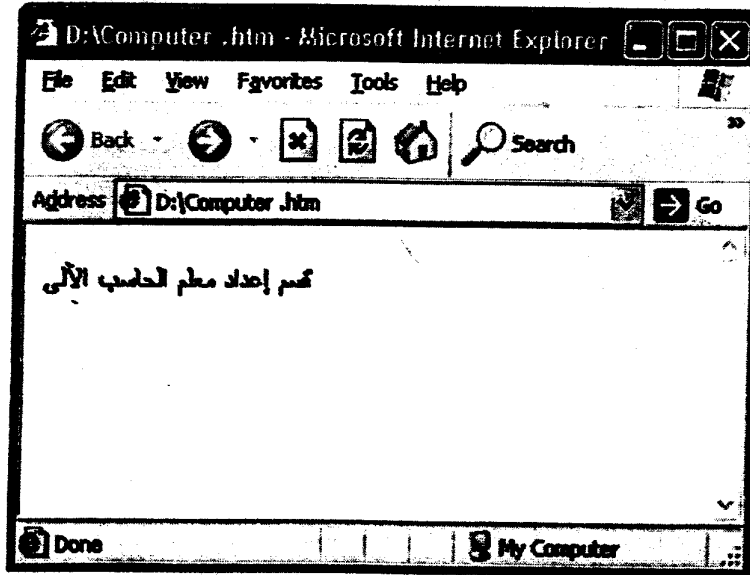 D:\Computer .htm - Microsoft Internet Explorer
File Edit View Favorites Tools Help
Back Search »
Address D:\Computer .htm Go
قسم إعداد معلم الحاسب الآلى
Done My Computer